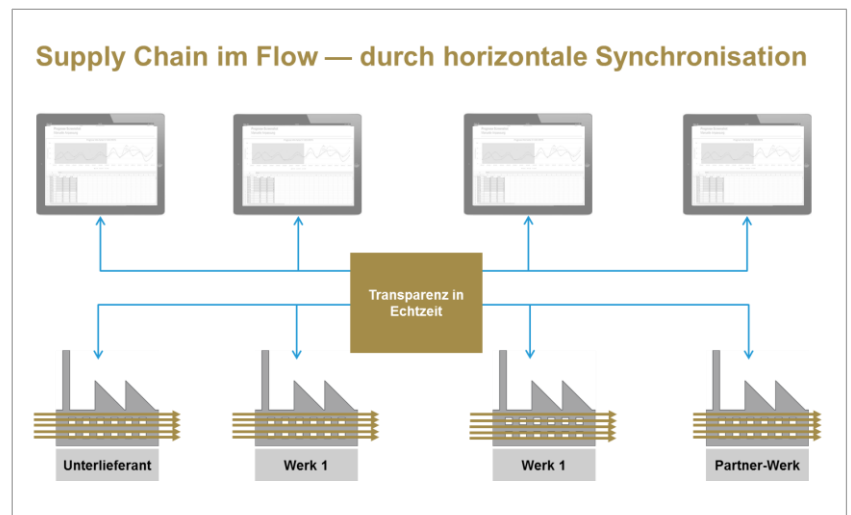 Supply Chain im Flow — durch horizontale Synchronisation
Transparenz in
Echtzeit
Unterlieferant
Werk 1
Werk 1
Partner-Werk